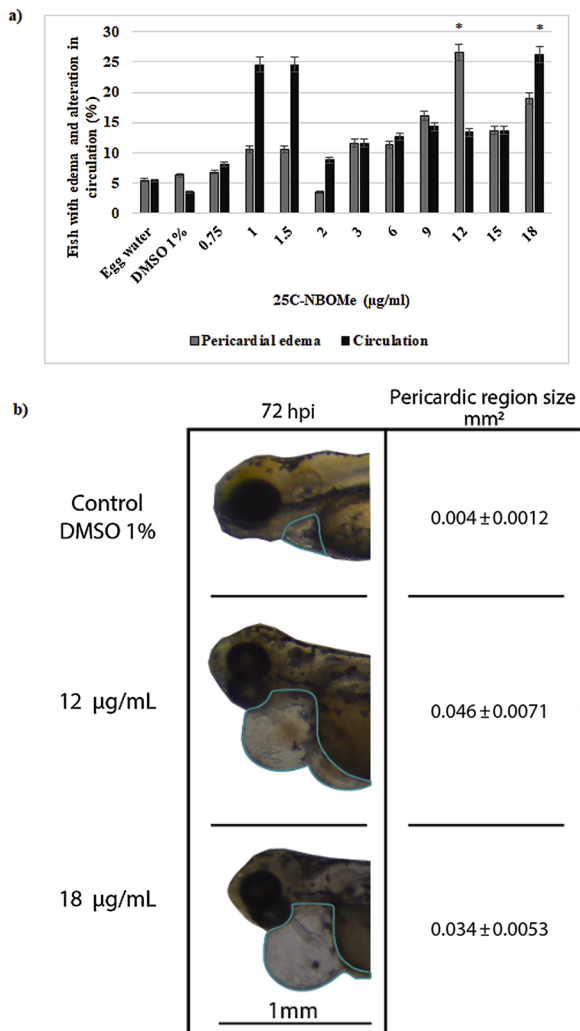 a)
* *
Fish with edema and alteration in
circulation (%)
30
25
20
15
10
5
0
Egg water
DMSO 1%
0.75
1
1.5
2
3
6
9
12
15
18
25C-NBOMe (µg/ml)
Pericardial edema Circulation
b)
72 hpi
Pericardic region size
mm²
Control
DMSO 1%
0.004±0.0012
12 µg/mL
0.046±0.0071
18 µg/mL
0.034±0.0053
1mm